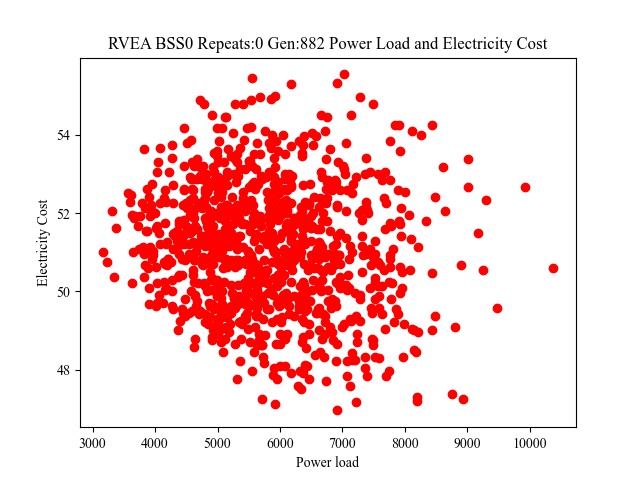 RVEA BSS0 Repeats:0 Gen:882 Power Load and Electricity Cost
Electricity Cost
54
52
50
48
3000 4000 5000 6000 7000 8000 9000 10000
Power load